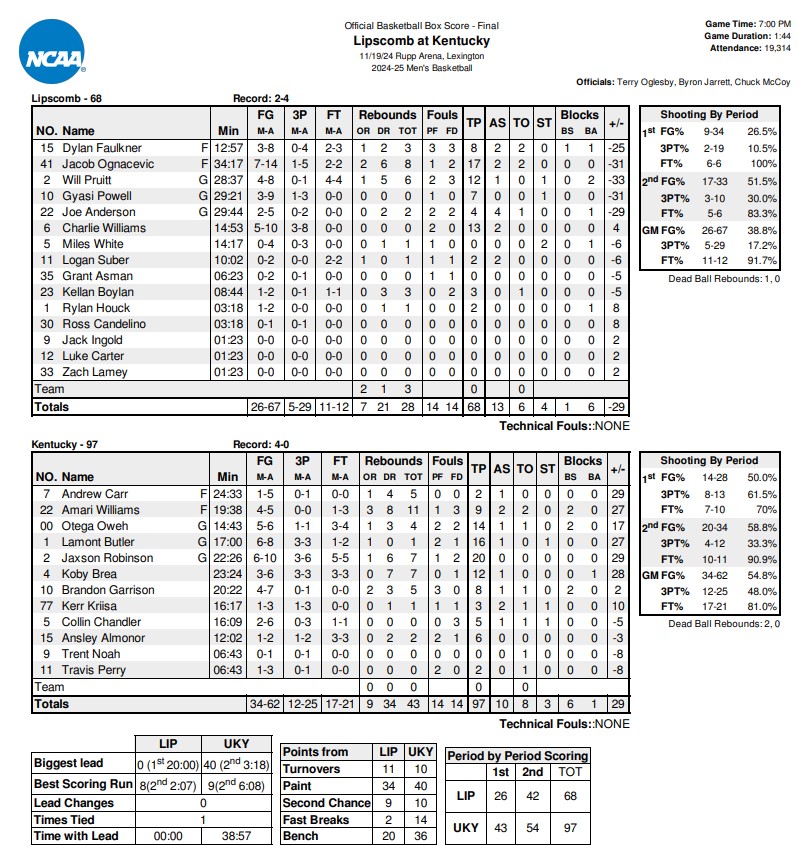 NCAA®
Official Basketball Box Score - Final
Lipscomb at Kentucky
11/19/24 Rupp Arena, Lexington
2024-25 Men's Basketball
Game Time: 7:00 PM
Game Duration: 1:44
Attendance: 19,314
Officials: Terry Oglesby, Byron Jarrett, Chuck McCoy
Lipscomb - 68 Record: 2-4
FG 3P FT Rebounds Fouls Blocks
NO. Name Min M-A M-A M-A OR DR TOT PF FD TP AS TO ST BS BA +/-
15 Dylan Faulkner F 12:57 3-8 0-4 2-3 1 2 3 3 3 8 2 2 0 1 1 -25
41 Jacob Ognacevic F 34:17 7-14 1-5 2-2 2 6 8 1 2 17 2 2 0 0 0 -31
2 Will Pruitt G 28:37 4-8 0-1 4-4 1 5 6 2 3 12 1 0 1 0 2 -33
10 Gyasi Powell G 29:21 3-9 1-3 0-0 0 1 1 1 0 7 0 0 1 0 0 -31
22 Joe Anderson G 29:44 2-5 0-2 0-0 0 2 2 2 2 4 4 1 0 0 1 -29
6 Charlie Williams 14:53 5-10 3-8 0-0 0 0 0 2 0 13 2 0 0 0 0 4
5 Miles White 14:17 0-4 0-3 0-0 0 1 1 1 0 0 0 0 2 0 1 -6
11 Logan Suber 10:02 0-2 0-0 2-2 1 0 1 1 1 2 2 0 0 0 0 -6
35 Grant Asman 06:23 0-2 0-1 0-0 0 0 0 1 1 0 0 0 0 0 0 -5
23 Kellan Boylan 08:44 1-2 0-1 1-1 0 3 3 0 2 3 0 1 0 0 0 -5
1 Rylan Houck 03:18 1-2 0-0 0-0 0 1 1 0 0 2 0 0 0 0 1 8
30 Ross Candelino 03:18 0-1 0-1 0-0 0 0 0 0 0 0 0 0 0 0 0 8
9 Jack Ingold 01:23 0-0 0-0 0-0 0 0 0 0 0 0 0 0 0 0 0 2
12 Luke Carter 01:23 0-0 0-0 0-0 0 0 0 0 0 0 0 0 0 0 0 2
33 Zach Lamey 01:23 0-0 0-0 0-0 0 0 0 0 0 0 0 0 0 0 0 2
Team 2 1 3 0 0
Totals 26-67 5-29 11-12 7 21 28 14 14 68 13 6 4 1 6 -29
Technical Fouls::NONE
Shooting By Period
1st FG% 9-34 26.5%
3PT% 2-19 10.5%
FT% 6-6 100%
2nd FG% 17-33 51.5%
3PT% 3-10 30.0%
FT% 5-6 83.3%
GM FG% 26-67 38.8%
3PT% 5-29 17.2%
FT% 11-12 91.7%
Dead Ball Rebounds: 1, 0
Kentucky - 97 Record: 4-0
FG 3P FT Rebounds Fouls Blocks
NO. Name Min M-A M-A M-A OR DR TOT PF FD TP AS TO ST BS BA +/-
7 Andrew Carr F 24:33 1-5 0-1 0-0 1 4 5 0 0 2 1 0 0 0 0 29
22 Amari Williams F 19:38 4-5 0-0 1-3 3 8 11 1 3 9 2 2 0 2 0 27
00 Otega Oweh G 14:43 5-6 1-1 3-4 1 3 4 2 2 14 1 1 0 2 0 17
1 Lamont Butler G 17:00 6-8 3-3 1-2 1 0 1 2 1 16 1 0 1 0 0 27
2 Jaxson Robinson G 22:26 6-10 3-6 5-5 1 6 7 1 2 20 0 0 0 0 0 29
4 Koby Brea 23:24 3-6 3-3 3-3 0 7 7 0 1 12 1 0 0 0 1 28
10 Brandon Garrison 20:22 4-7 0-1 0-0 2 3 5 3 0 8 1 1 0 2 0 2
77 Kerr Kriisa 16:17 1-3 1-3 0-0 0 1 1 1 1 3 2 1 1 0 0 10
5 Collin Chandler 16:09 2-6 0-3 1-1 0 0 0 0 3 5 1 1 1 0 0 -5
15 Ansley Almonor 12:02 1-2 1-2 3-3 0 2 2 2 1 6 0 0 0 0 0 -3
9 Trent Noah 06:43 0-1 0-1 0-0 0 0 0 0 0 0 0 1 0 0 0 -8
11 Travis Perry 06:43 1-3 0-1 0-0 0 0 0 2 0 2 0 1 0 0 0 -8
Team 0 0 0 0 0
Totals 34-62 12-25 17-21 9 34 43 14 14 97 10 8 3 6 1 29
Technical Fouls::NONE
Shooting By Period
1st FG% 14-28 50.0%
3PT% 8-13 61.5%
FT% 7-10 70%
2nd FG% 20-34 58.8%
3PT% 4-12 33.3%
FT% 10-11 90.9%
GM FG% 34-62 54.8%
3PT% 12-25 48.0%
FT% 17-21 81.0%
Dead Ball Rebounds: 2, 0
LIP UKY
Biggest lead 0 (1st 20:00) 40 (2nd 3:18)
Best Scoring Run 8(2nd 2:07) 9(2nd 6:08)
Lead Changes 0
Times Tied 1
Time with Lead 00:00 38:57
Points from LIP UKY
Turnovers 11 10
Paint 34 40
Second Chance 9 10
Fast Breaks 2 14
Bench 20 36
Period by Period Scoring
1st 2nd TOT
LIP 26 42 68
UKY 43 54 97